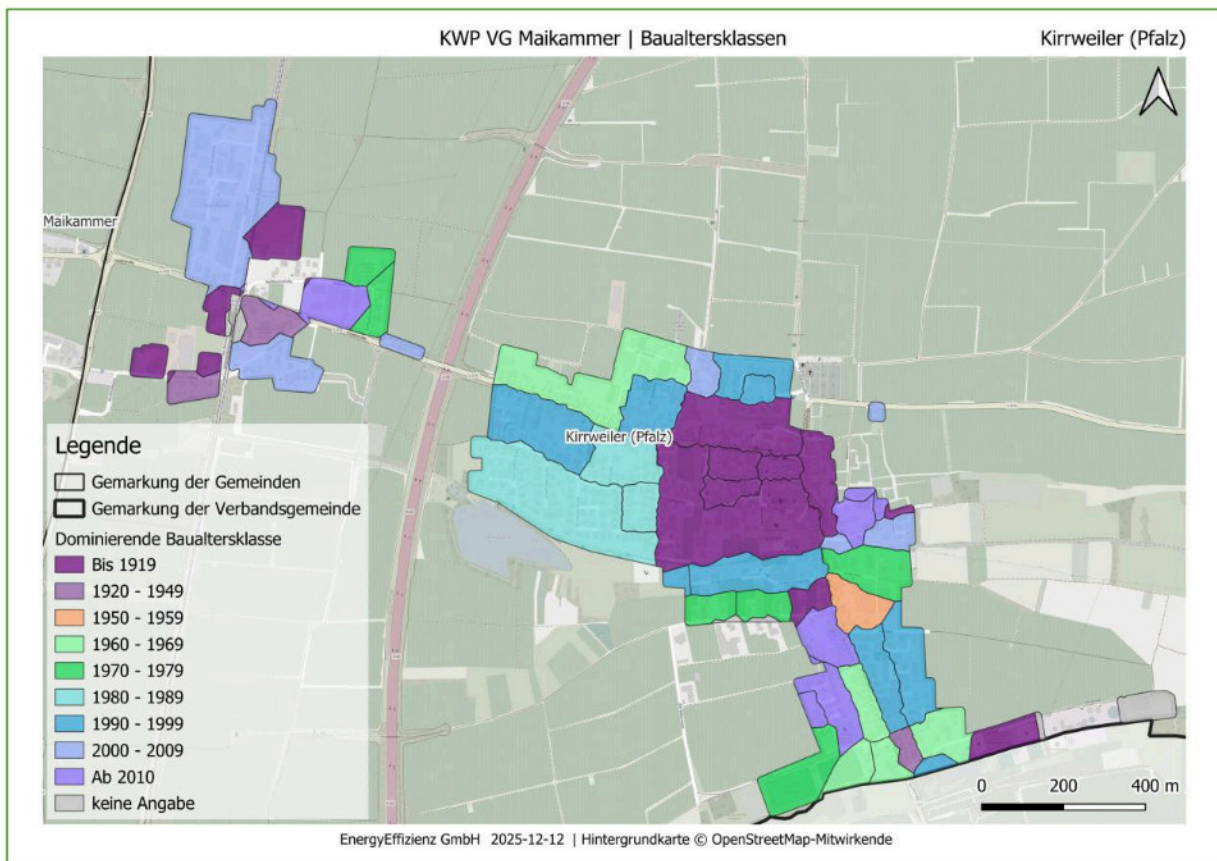 KWP VG Maikammer | Baualtersklassen
Kirrweiler (Pfalz)
Maikammer
Kirrweiler (Pfalz)
Legende
Gemarkung der Gemeinden
Gemarkung der Verbandsgemeinde
Dominierende Baualtersklasse
Bis 1919
1920 - 1949
1950 - 1959
1960 - 1969
1970 - 1979
1980 - 1989
1990 - 1999
2000 - 2009
Ab 2010
keine Angabe
0 200 400 m
EnergyEffizienz GmbH 2025-12-12 | Hintergrundkarte © OpenStreetMap-Mitwirkende